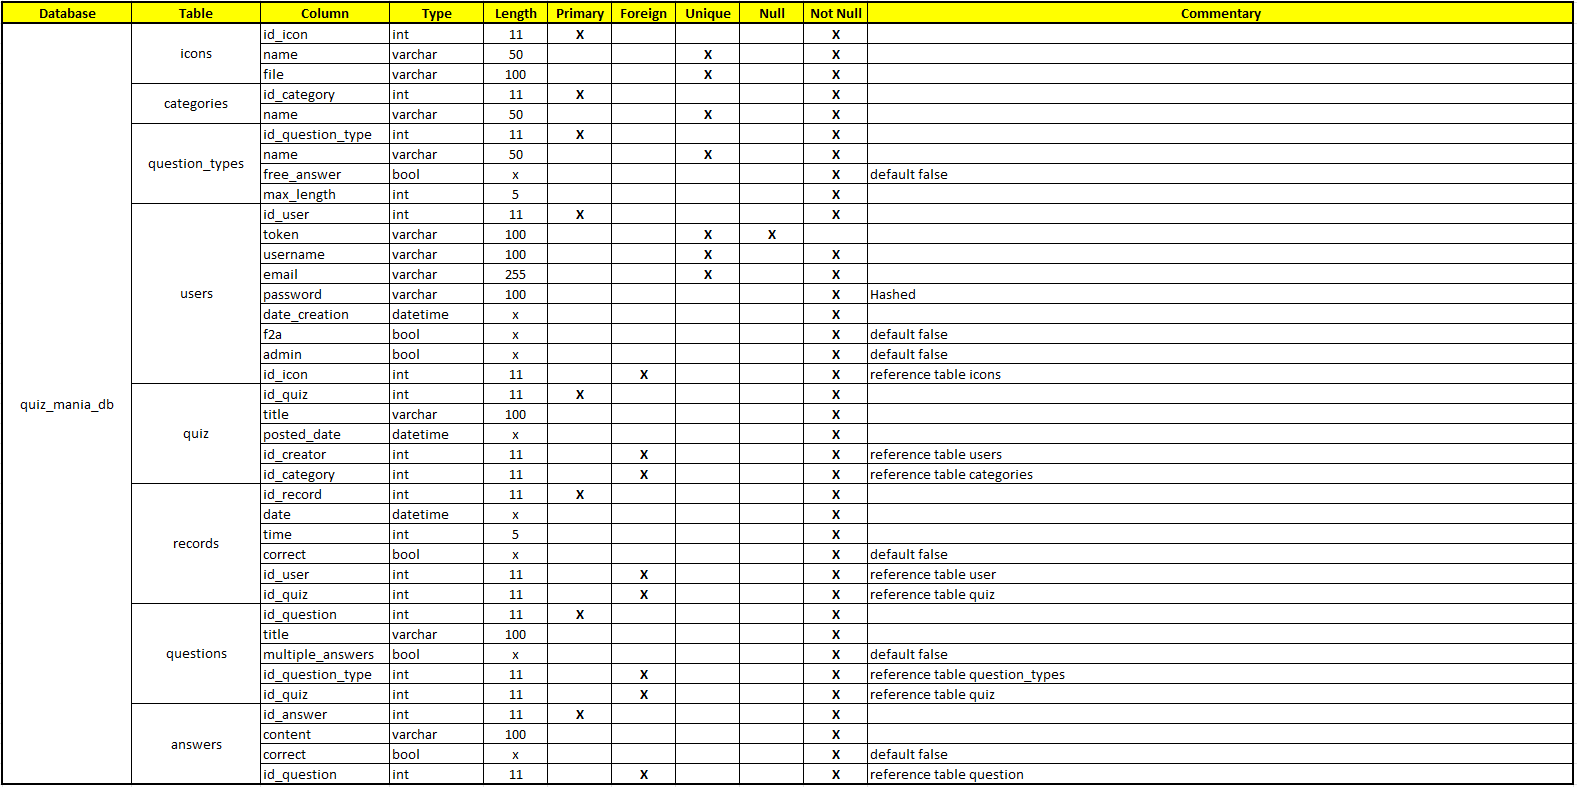 Database Table Column Type Length Primary Foreign Unique Null Not Null Commentary
quiz_mania_db
icons
id_icon int 11 X X
name varchar 50 X X
file varchar 100 X X
categories
id_category int 11 X X
name varchar 50 X X
question_types
id_question_type int 11 X X
name varchar 50 X X
free_answer bool x X default false
max_length int 5 X
users
id_user int 11 X X
token varchar 100 X X
username varchar 100 X X
email varchar 255 X X
password varchar 100 X Hashed
date_creation datetime x X
f2a bool x X default false
admin bool x X default false
id_icon int 11 X X reference table icons
quiz
id_quiz int 11 X X
title varchar 100 X
posted_date datetime x X
id_creator int 11 X X reference table users
id_category int 11 X X reference table categories
records
id_record int 11 X X
date datetime x X
time int 5 X
correct bool x X default false
id_user int 11 X X reference table user
id_quiz int 11 X X reference table quiz
questions
id_question int 11 X X
title varchar 100 X
multiple_answers bool x X default false
id_question_type int 11 X X reference table question_types
id_quiz int 11 X X reference table quiz
answers
id_answer int 11 X X
content varchar 100 X
correct bool x X default false
id_question int 11 X X reference table question